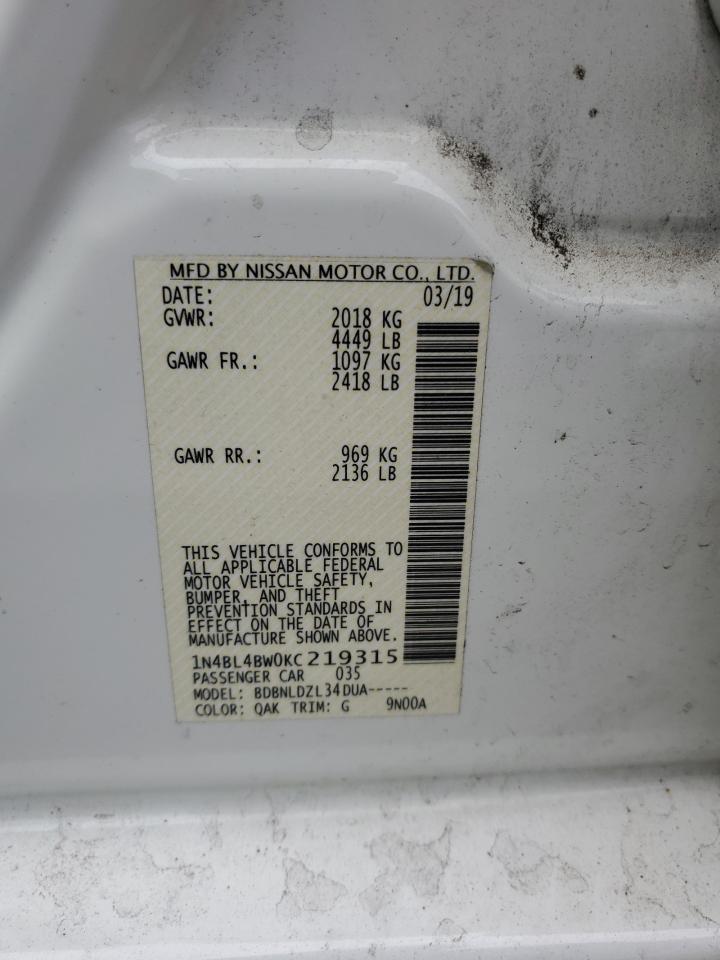 MFD BY NISSAN MOTOR CO., LTD.
DATE: 03/19
GVWR: 2018 KG
4449 LB
GAWR FR.: 1097 KG
2418 LB
GAWR RR.: 969 KG
2136 LB
THIS VEHICLE CONFORMS TO
ALL APPLICABLE FEDERAL
MOTOR VEHICLE SAFETY,
BUMPER, AND THEFT
PREVENTION STANDARDS IN
EFFECT ON THE DATE OF
MANUFACTURE SHOWN ABOVE.
1N4BL4BW0KC219315
PASSENGER CAR 035
MODEL: BDBNLDZL34DUA-----
COLOR: QAK TRIM: G 9N00A